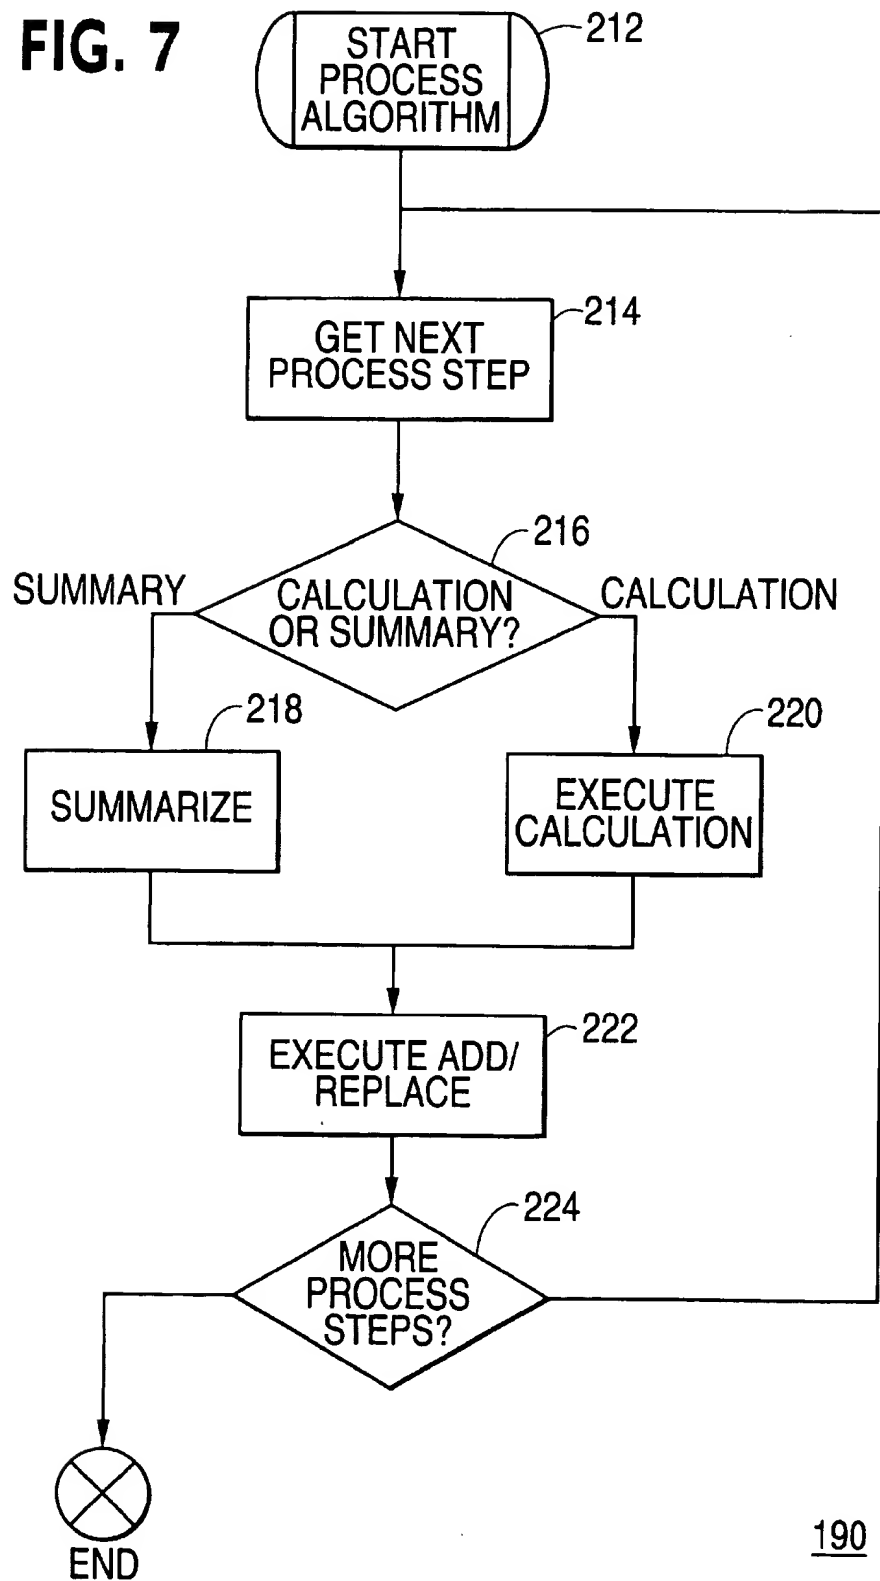 FIG. 7
START
PROCESS
ALGORITHM
212
GET NEXT
PROCESS STEP
214
216
SUMMARY
CALCULATION
OR SUMMARY?
CALCULATION
218
220
SUMMARIZE
EXECUTE
CALCULATION
222
EXECUTE ADD/
REPLACE
224
MORE
PROCESS
STEPS?
END
190